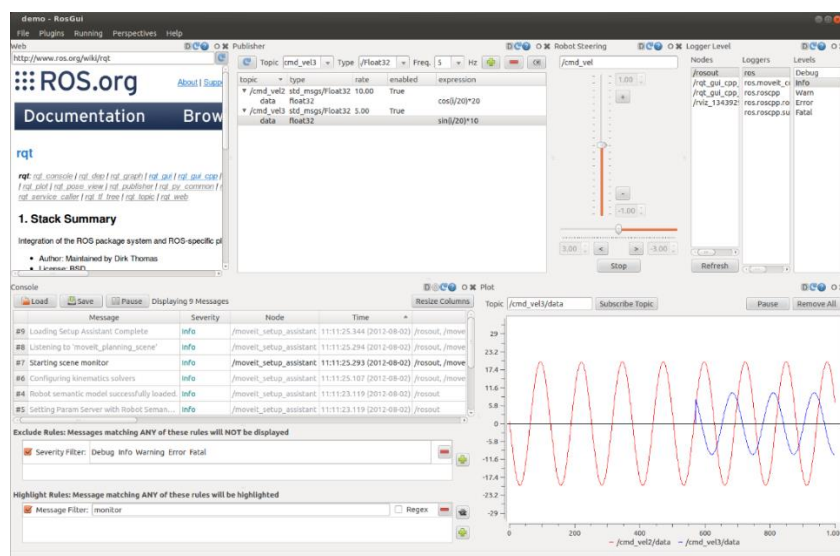 demo - RosGui
File Plugins Running Perspectives Help
Web
http://www.ros.org/wiki/rqt
ROS.org
About | Suppo
Documentation Brow
rqt
rqt: rqt_console | rqt_dep | rqt_graph | rqt_gui | rqt_gui_cpp
| rqt_plot | rqt_pose_view | rqt_publisher | rqt_py_common | r
rqt_service_caller | rqt_tf_tree | rqt_topic | rqt_web
1. Stack Summary
Integration of the ROS package system and ROS-specific pl
Author: Maintained by Dirk Thomas
License: BSD
Publisher
Topic cmd_vel3 Type /Float32 Freq. 5 Hz
topic type rate enabled expression
/cmd_vel2 std_msgs/Float32 10.00 True
data float32 cos(i/20)*20
/cmd_vel3 std_msgs/Float32 5.00 True
data float32 sin(i/20)*10
Robot Steering
/cmd_vel
1.00
+
-
-1.00
3.00 < > -3.00
Stop
Logger Level
Nodes Loggers Levels
/rosout ros Debug
/rqt_gui_cpp_ ros.moveit_c Info
/rqt_gui_cpp_ ros.roscpp Warn
/rviz_1343929 ros.roscpp.ro Error
ros.roscpp.su Fatal
Refresh
Console
Load Save Pause Displaying 9 Messages Resize Columns
Message Severity Node Time
#9 Loading Setup Assistant Complete Info /moveit_setup_assistant 11:11:25.344 (2012-08-02) /rosout, /move
#8 Listening to 'moveit_planning_scene' Info /moveit_setup_assistant 11:11:25.294 (2012-08-02) /rosout, /move
#7 Starting scene monitor Info /moveit_setup_assistant 11:11:25.293 (2012-08-02) /rosout, /move
#6 Configuring kinematics solvers Info /moveit_setup_assistant 11:11:25.107 (2012-08-02) /rosout, /move
#4 Robot semantic model successfully loaded. Info /moveit_setup_assistant 11:11:23.119 (2012-08-02) /rosout
#5 Setting Param Server with Robot Seman... Info /moveit_setup_assistant 11:11:23.119 (2012-08-02) /rosout
Exclude Rules: Messages matching ANY of these rules will NOT be displayed
Severity Filter: Debug Info Warning Error Fatal
Highlight Rules: Message matching ANY of these rules will be highlighted
Message Filter: monitor Regex
Plot
Topic /cmd_vel3/data Subscribe Topic Pause Remove All
29
23.2
17.4
11.6
5.8
0
-5.8
-11.6
-17.4
-23.2
-29
0 200 400 600 800 1,00
/cmd_vel2/data /cmd_vel3/data